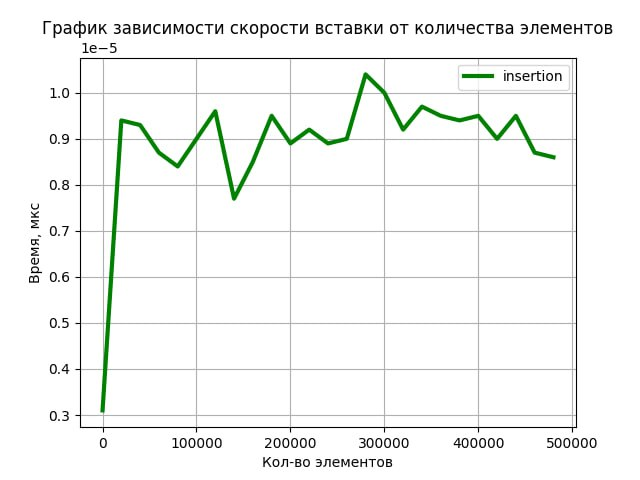 График зависимости скорости вставки от количества элементов
1e−5
insertion
1.0
0.9
0.8
0.7
0.6
0.5
0.4
0.3
Время, мкс
0 100000 200000 300000 400000 500000
Кол-во элементов